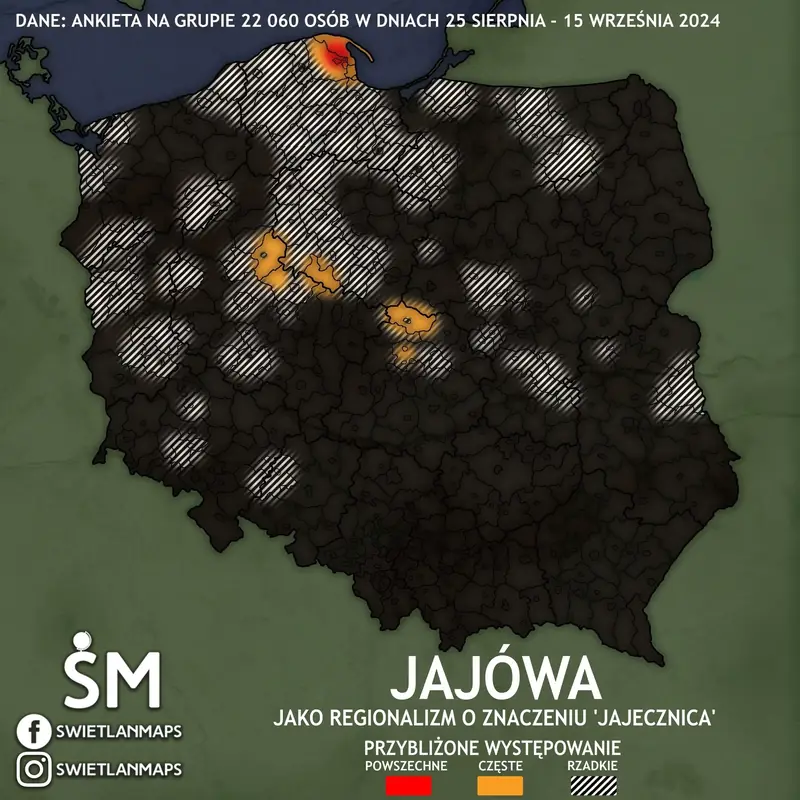 DANE: ANKIETA NA GRUPIE 22 060 OSÓB W DNIACH 25 SIERPNIA - 15 WRZEŚNIA 2024
ŚM
SWIETLANMAPS
SWIETLANMAPS
JAJÓWA
JAKO REGIONALIZM O ZNACZENIU 'JAJECZNICA'
PRZYBLIŻONE WYSTĘPOWANIE
POWSZECHNE CZĘSTE RZADKIE